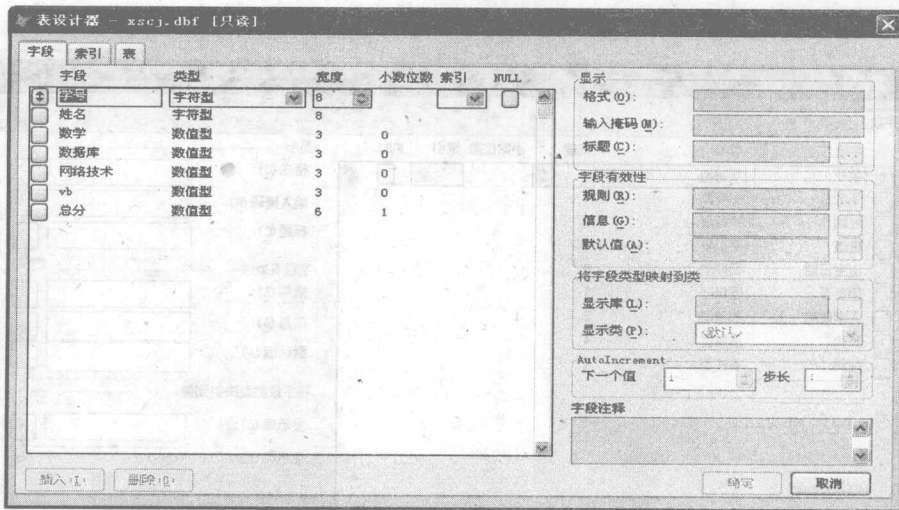 表设计器 - xscj.dbf [只读]
字段 索引 表
字段 类型 宽度 小数位数 索引 NULL
学号 字符型 8
姓名 字符型 8
数学 数值型 3 0
数据库 数值型 3 0
网络技术 数值型 3 0
vb 数值型 3 0
总分 数值型 6 1
插入(I) 删除(D)
显示
格式(O):
输入掩码(M):
标题(C):
字段有效性
规则(R):
信息(G):
默认值(A):
将字段类型映射到类
显示库(L):
显示类(P): <默认>
AutoIncrement
下一个值 1 步长 1
字段注释
确定 取消